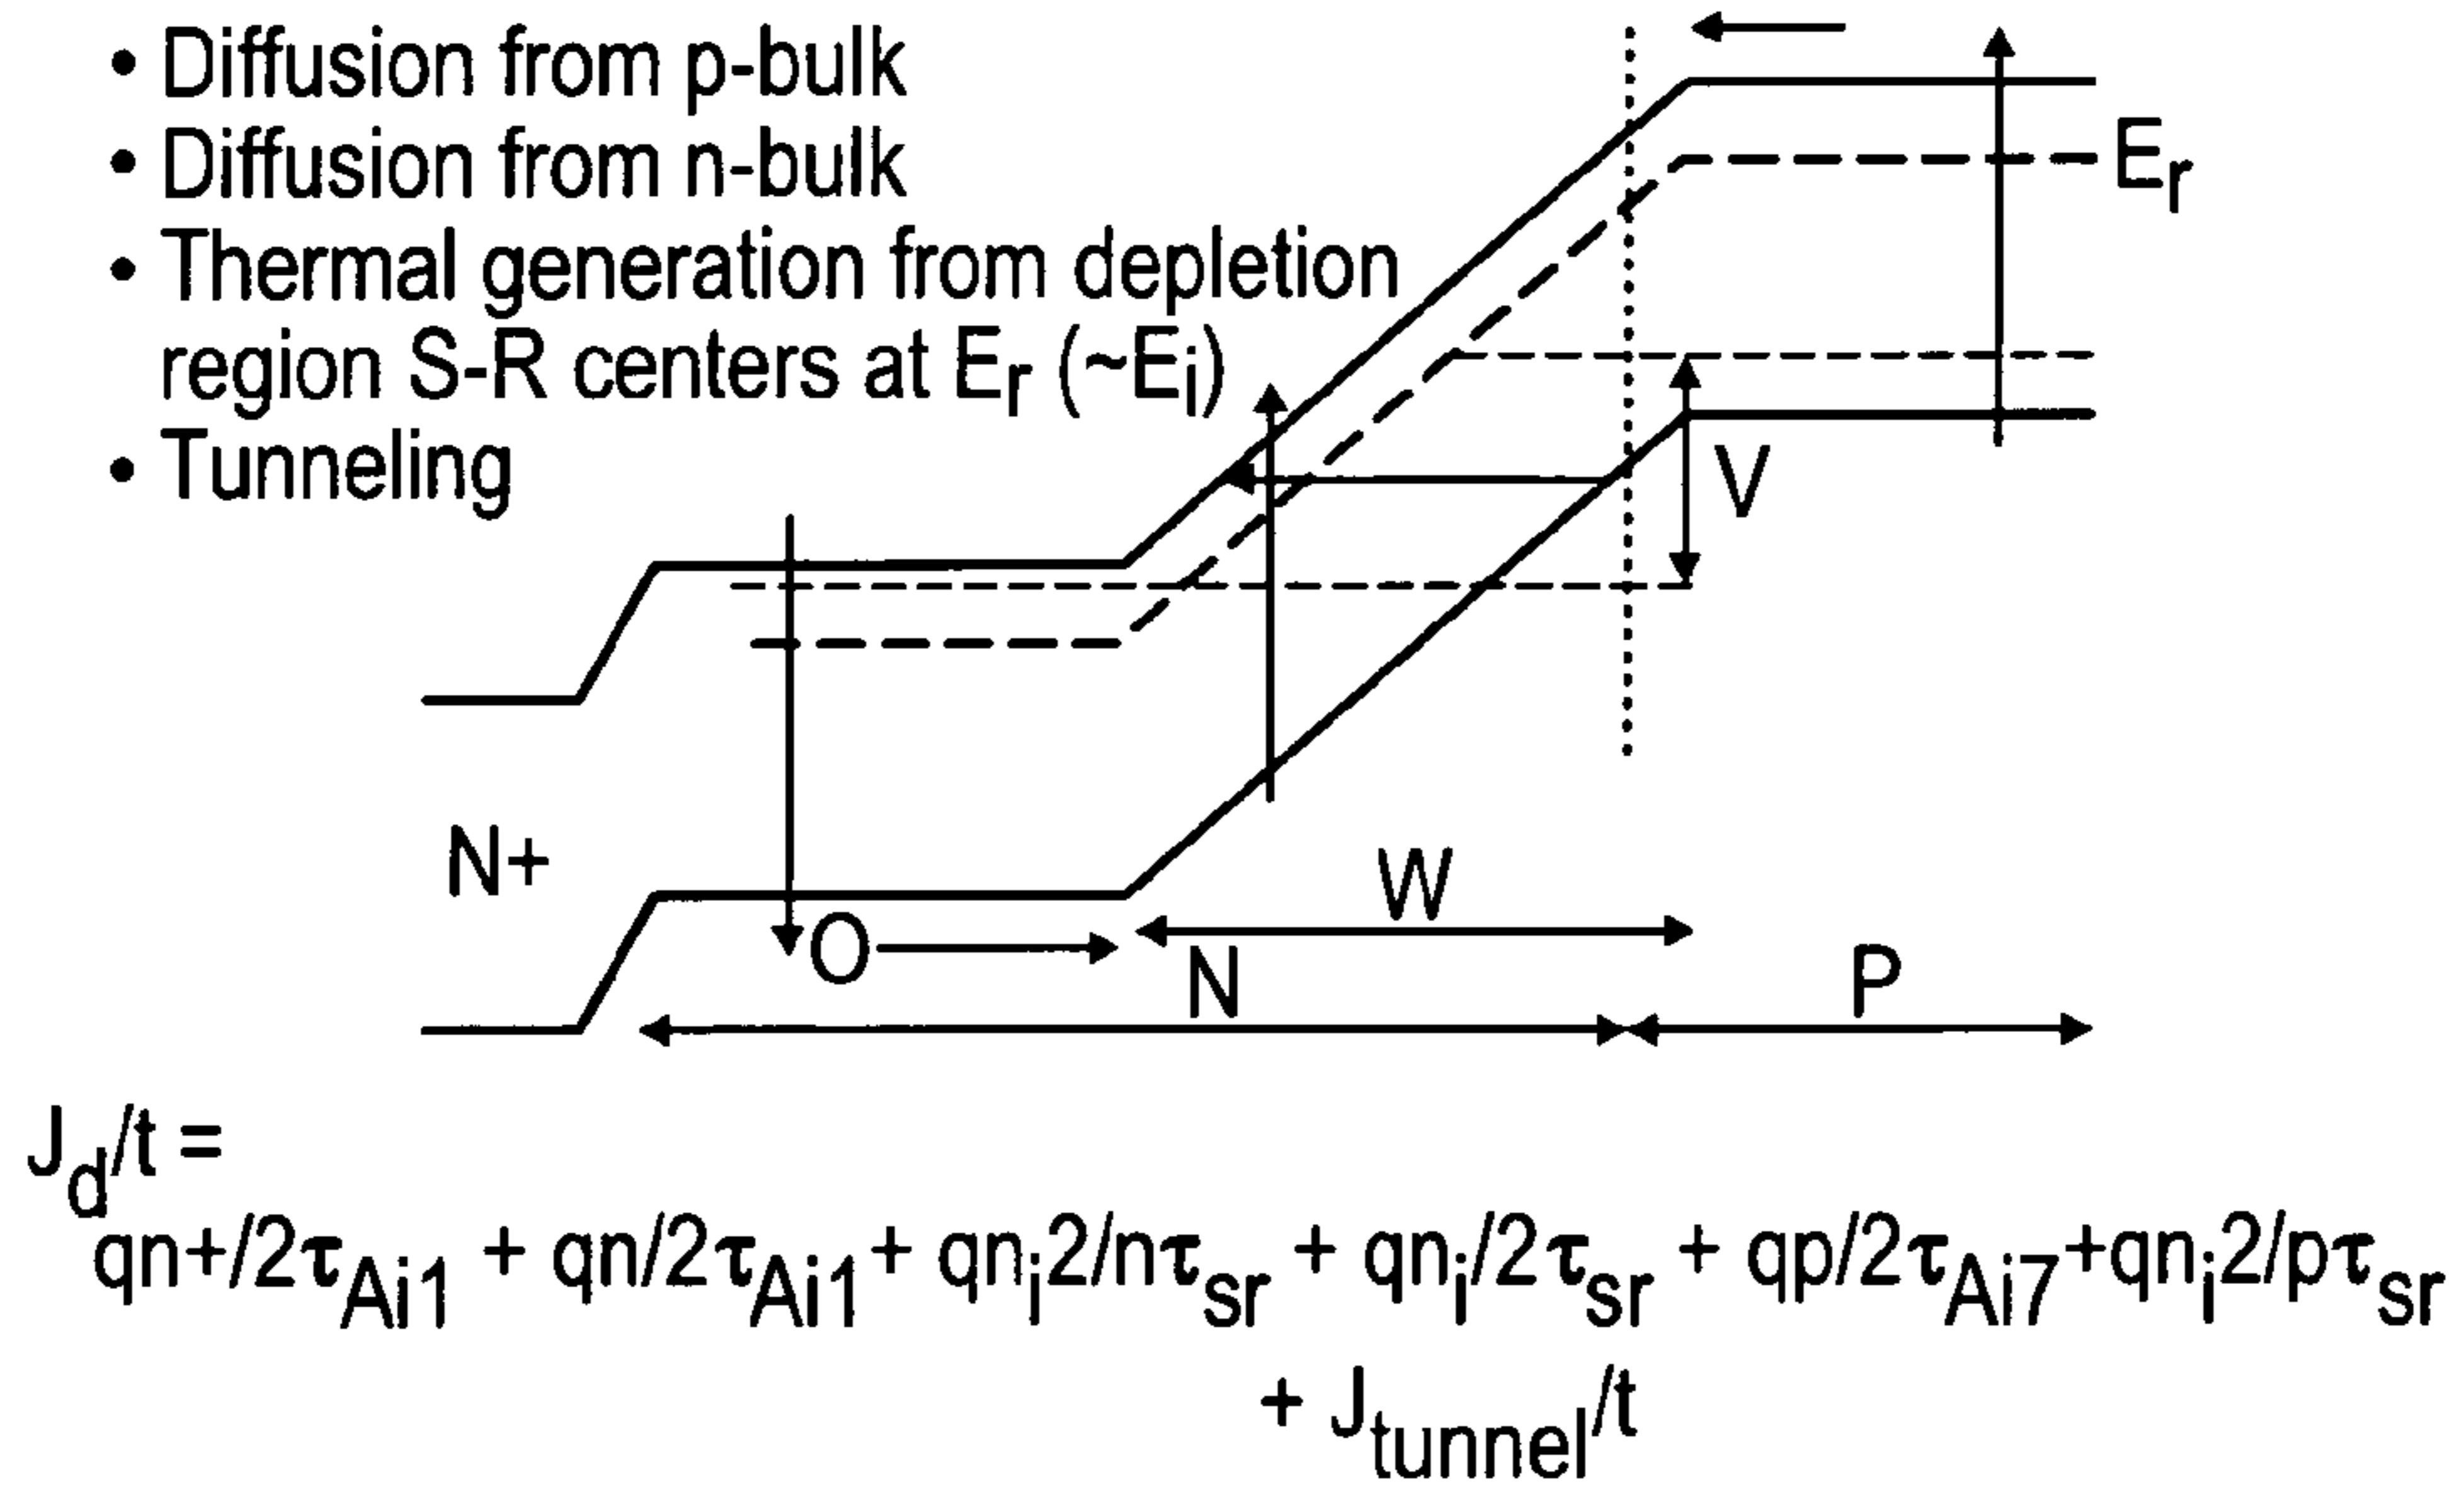 • Diffusion from p-bulk
• Diffusion from n-bulk
• Thermal generation from depletion
region S-R centers at Er (~Ei)
• Tunneling
Er
V
N+
O
W
N
P
Jd/t =
qn+/2τAi1 + qn/2τAi1 + qni2/nτsr + qni/2τsr + qp/2τAi7+qni2/pτsr
+ Jtunnel/t